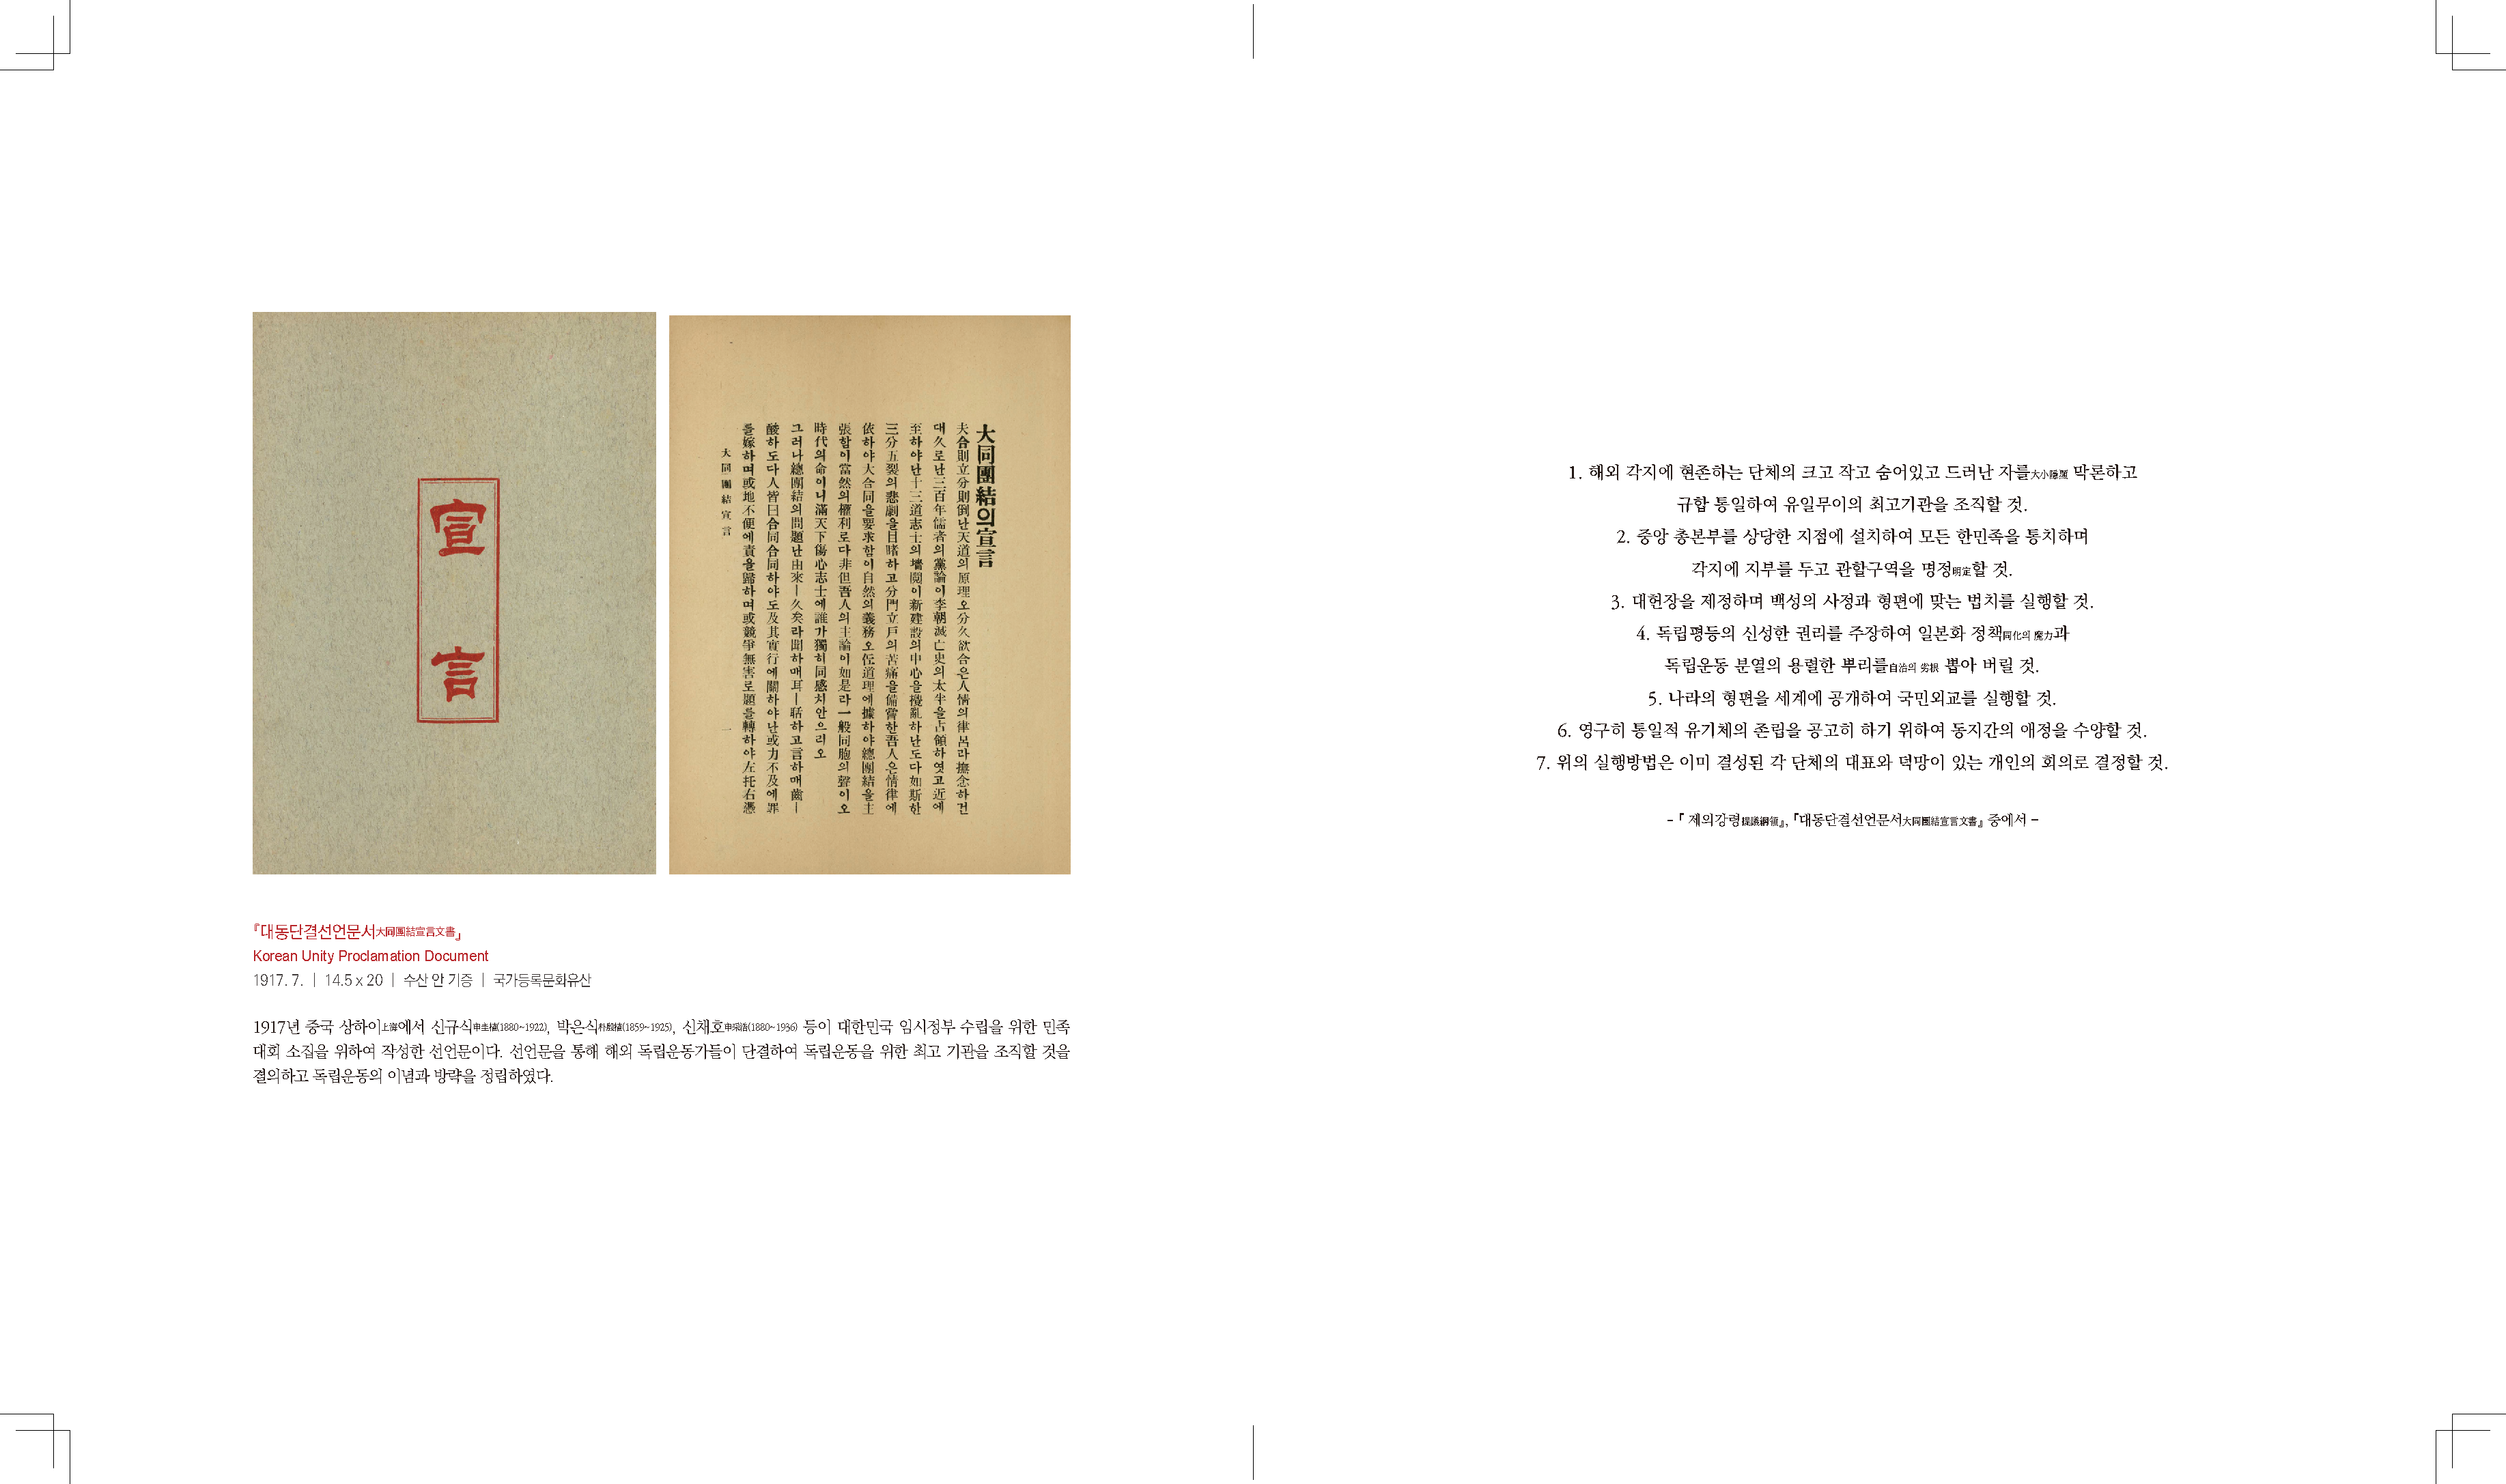 宣言
大同團結의宣言
夫合則立分則倒난天道의原理오分久欲合은人情의律呂라撫念하건
대久로난三百年儒者의黨論이李朝滅亡史의太半을占領하엿고近에
至하야난十三道志士의墻鬩이新建設의中心을攪亂하난도다如斯한
三分五裂의悲劇을目睹하고分門立戶의苦痛을備嘗한吾人은情律에
依하야大合同을要求함이自然의義務오又道理에據하야總團結을主
張함이當然의權利로다非但吾人의主論이如是라一般同胞의聲이오
時代의命이니滿天下傷心志士에誰가獨히同感치안으리오
그러나總團結의問題난由來ㅣ久矣라聞하매耳ㅣ聒하고言하매齒ㅣ
酸하도다人皆曰合同合同하야도及其實行에關하야난或力不及에罪
를嫁하며或地不便에責을歸하며或競爭無害로題를轉하야左托右憑
大同團結宣言
一
『대동단결선언문서大同團結宣言文書』
Korean Unity Proclamation Document
1917. 7. ㅣ 14.5 x 20 ㅣ 수산 안 기증 ㅣ 국가등록문화유산
1917년 중국 상하이上海에서 신규식申圭植(1880~1922), 박은식朴殷植(1859~1925), 신채호申采浩(1880~1936) 등이 대한민국 임시정부 수립을 위한 민족
대회 소집을 위하여 작성한 선언문이다. 선언문을 통해 해외 독립운동가들이 단결하여 독립운동을 위한 최고 기관을 조직할 것을
결의하고 독립운동의 이념과 방략을 정립하였다.
1. 해외 각지에 현존하는 단체의 크고 작고 숨어있고 드러난 자를大小隱顯 막론하고
규합 통일하여 유일무이의 최고기관을 조직할 것.
2. 중앙 총본부를 상당한 지점에 설치하여 모든 한민족을 통치하며
각지에 지부를 두고 관할구역을 명정明定할 것.
3. 대헌장을 제정하며 백성의 사정과 형편에 맞는 법치를 실행할 것.
4. 독립평등의 신성한 권리를 주장하여 일본화 정책同化의 魔力과
독립운동 분열의 용렬한 뿌리를自治의 劣根 뽑아 버릴 것.
5. 나라의 형편을 세계에 공개하여 국민외교를 실행할 것.
6. 영구히 통일적 유기체의 존립을 공고히 하기 위하여 동지간의 애정을 수양할 것.
7. 위의 실행방법은 이미 결성된 각 단체의 대표와 덕망이 있는 개인의 회의로 결정할 것.
-『 제의강령提議綱領』, 『대동단결선언문서大同團結宣言文書』 중에서 -